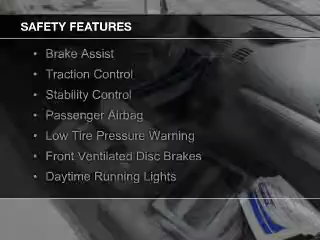 SAFETY FEATURES
• Brake Assist
• Traction Control
• Stability Control
• Passenger Airbag
• Low Tire Pressure Warning
• Front Ventilated Disc Brakes
• Daytime Running Lights